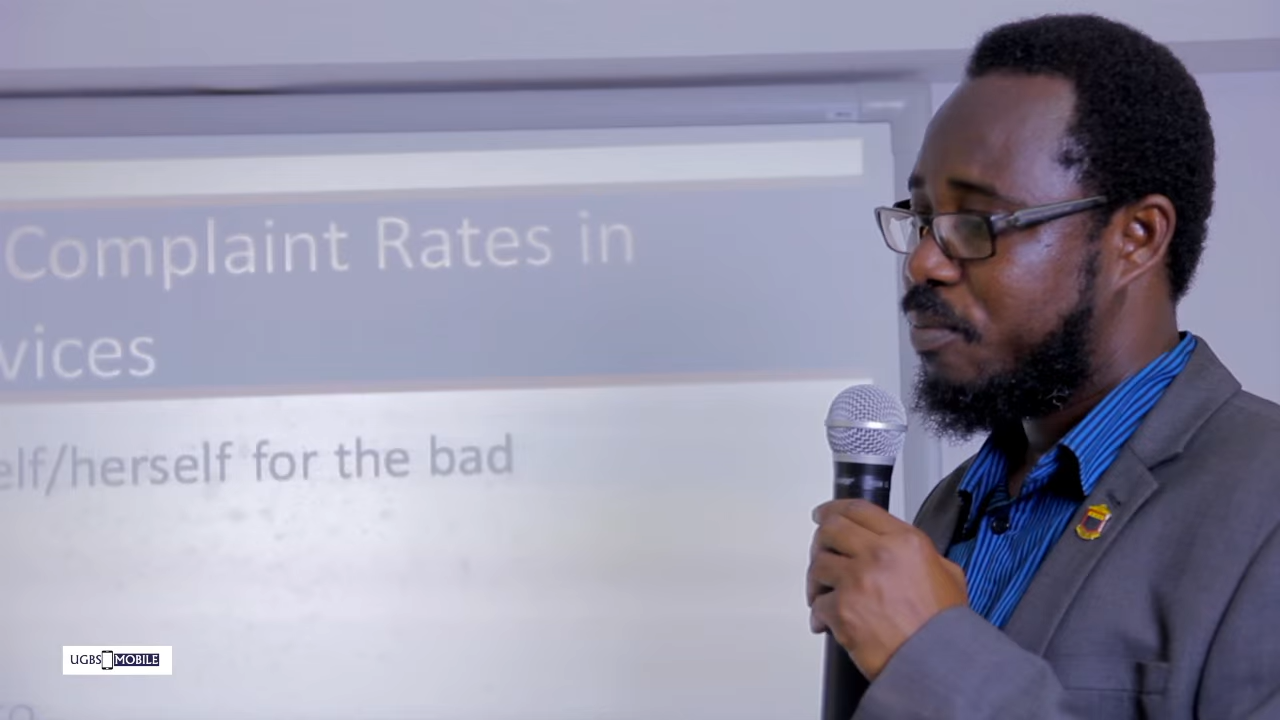 Complaint Rates in
vices
elf/herself for the bad
UGBS MOBILE